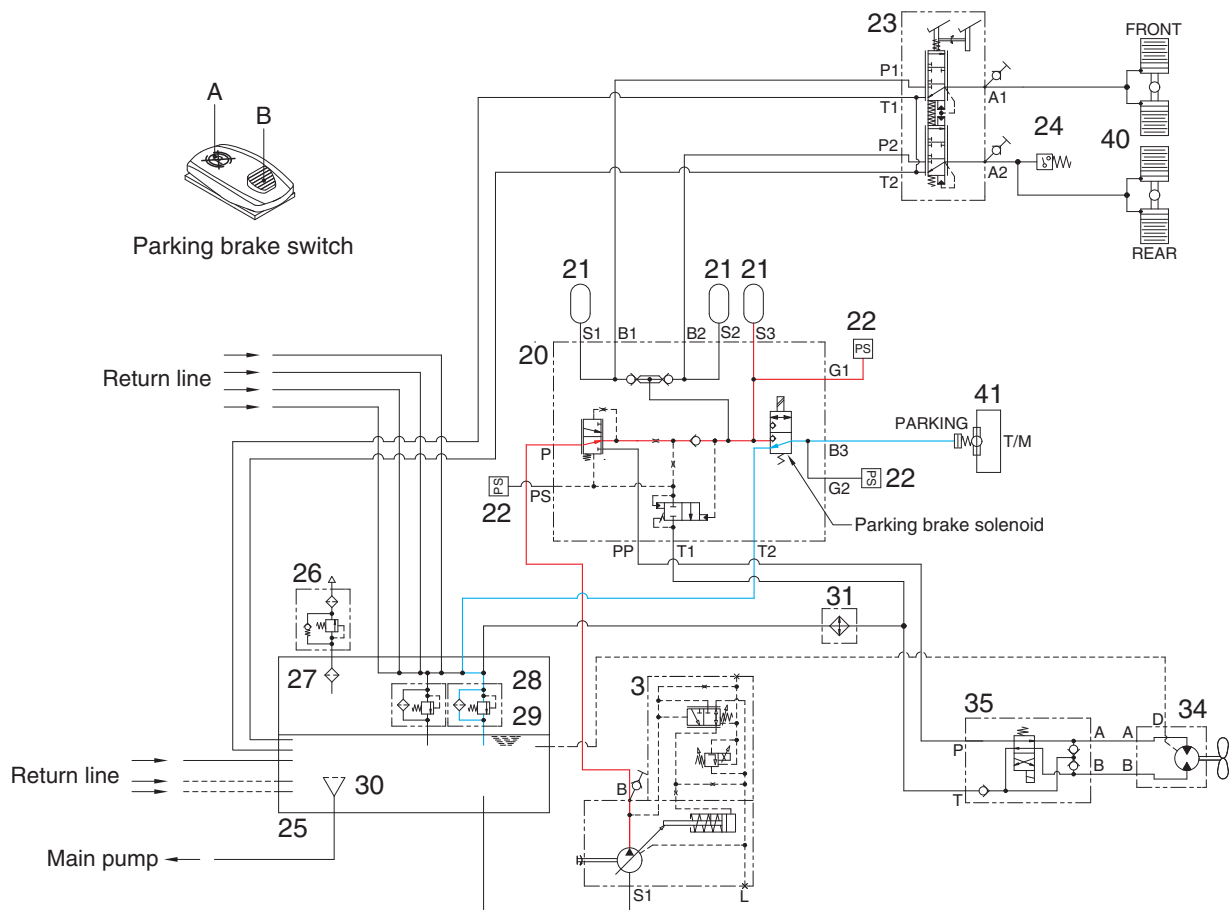 23
FRONT
A
B
P1
T1
A1
24
40
P2
T2
A2
Parking brake switch
REAR
21
21
21
22
PS
S1
B1
B2
S2
S3
20
G1
Return line
41
PARKING
T/M
P
B3
PS
PS
22
G2
PS
22
Parking brake solenoid
PP
T1
T2
26
31
27
28
29
3
35
34
D
A
A
P
B
B
T
Return line
30
B
25
Main pump
S1
L